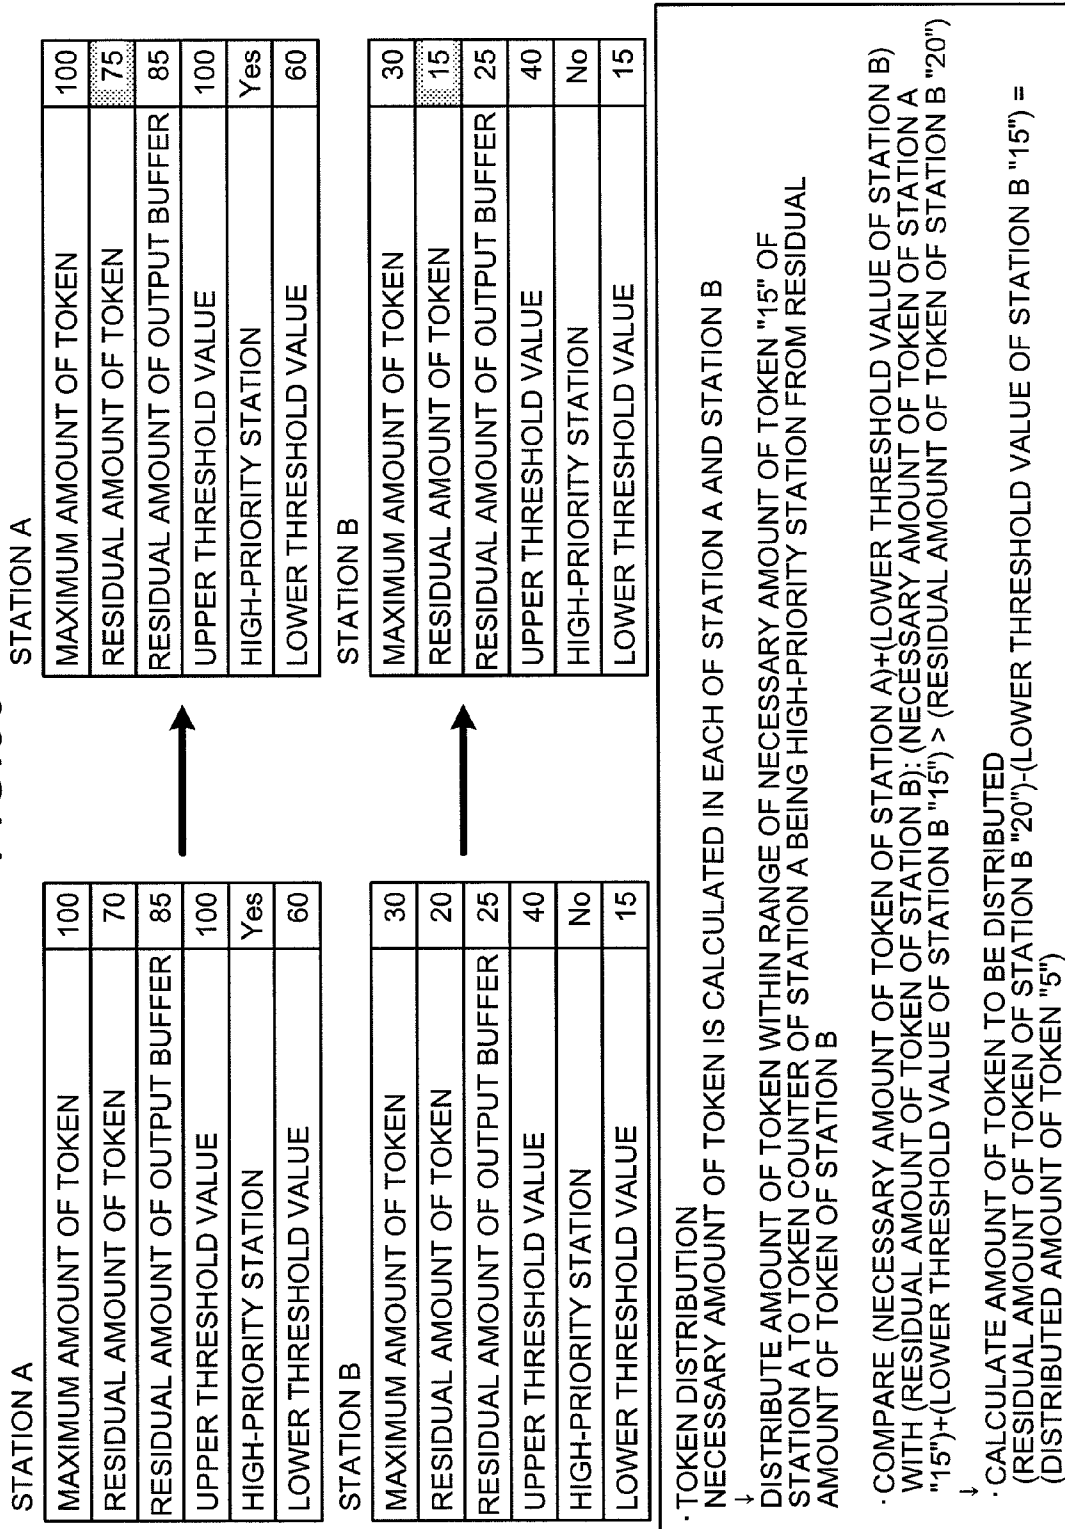 STATION A
MAXIMUM AMOUNT OF TOKEN 100
RESIDUAL AMOUNT OF TOKEN 70
RESIDUAL AMOUNT OF OUTPUT BUFFER 85
UPPER THRESHOLD VALUE 100
HIGH-PRIORITY STATION Yes
LOWER THRESHOLD VALUE 60
STATION B
MAXIMUM AMOUNT OF TOKEN 30
RESIDUAL AMOUNT OF TOKEN 20
RESIDUAL AMOUNT OF OUTPUT BUFFER 25
UPPER THRESHOLD VALUE 40
HIGH-PRIORITY STATION No
LOWER THRESHOLD VALUE 15
STATION A
MAXIMUM AMOUNT OF TOKEN 100
RESIDUAL AMOUNT OF TOKEN 75
RESIDUAL AMOUNT OF OUTPUT BUFFER 85
UPPER THRESHOLD VALUE 100
HIGH-PRIORITY STATION Yes
LOWER THRESHOLD VALUE 60
STATION B
MAXIMUM AMOUNT OF TOKEN 30
RESIDUAL AMOUNT OF TOKEN 15
RESIDUAL AMOUNT OF OUTPUT BUFFER 25
UPPER THRESHOLD VALUE 40
HIGH-PRIORITY STATION No
LOWER THRESHOLD VALUE 15
· TOKEN DISTRIBUTION
NECESSARY AMOUNT OF TOKEN IS CALCULATED IN EACH OF STATION A AND STATION B
↓
DISTRIBUTE AMOUNT OF TOKEN WITHIN RANGE OF NECESSARY AMOUNT OF TOKEN "15" OF
STATION A TO TOKEN COUNTER OF STATION A BEING HIGH-PRIORITY STATION FROM RESIDUAL
AMOUNT OF TOKEN OF STATION B
· COMPARE (NECESSARY AMOUNT OF TOKEN OF STATION A)+(LOWER THRESHOLD VALUE OF STATION B)
WITH (RESIDUAL AMOUNT OF TOKEN OF STATION B): (NECESSARY AMOUNT OF TOKEN OF STATION A
"15")+(LOWER THRESHOLD VALUE OF STATION B "15") > (RESIDUAL AMOUNT OF TOKEN OF STATION B "20")
↓
· CALCULATE AMOUNT OF TOKEN TO BE DISTRIBUTED
(RESIDUAL AMOUNT OF TOKEN OF STATION B "20")-(LOWER THRESHOLD VALUE OF STATION B "15") =
(DISTRIBUTED AMOUNT OF TOKEN "5")